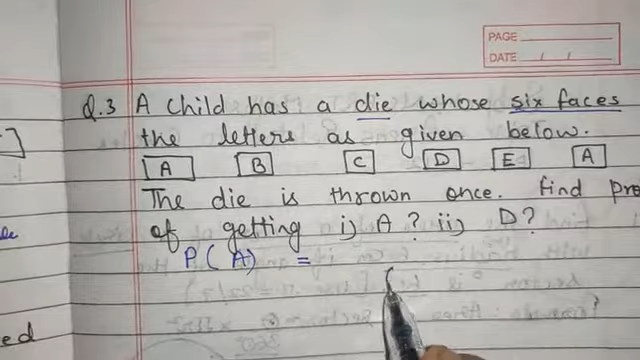 PAGE
DATE / /
Q.3 A child has a die whose six faces
the letters as given below.
A B C D E A
The die is thrown once. find
of getting i) A? ii) D?
P(A) =